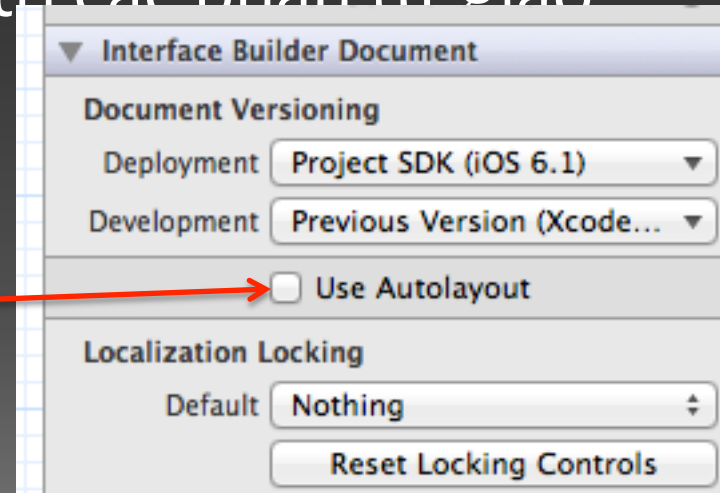 Interface Builder Document
Document Versioning
Deployment Project SDK (iOS 6.1)
Development Previous Version (Xcode...
Use Autolayout
Localization Locking
Default Nothing
Reset Locking Controls